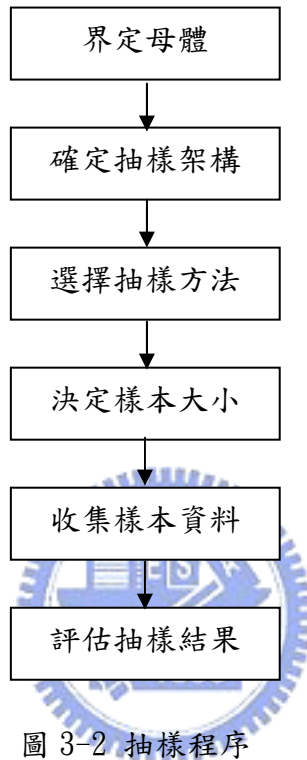 界定母體
確定抽樣架構
選擇抽樣方法
決定樣本大小
收集樣本資料
評估抽樣結果
圖 3-2 抽樣程序